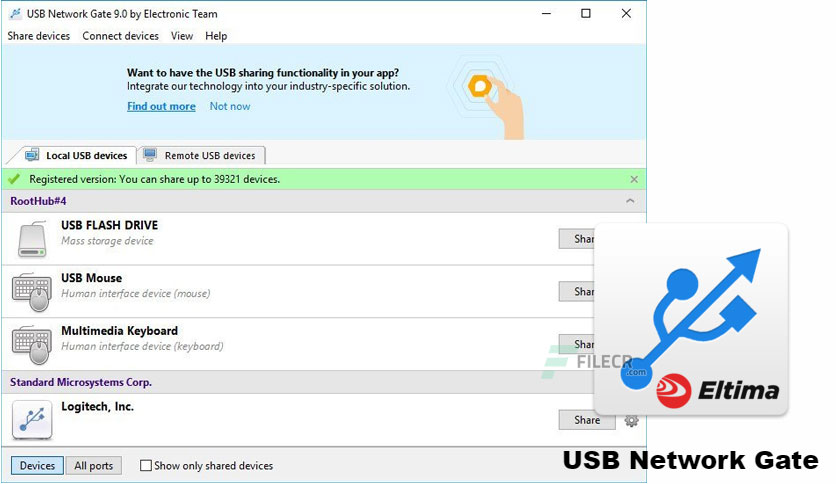 USB Network Gate 9.0 by Electronic Team
Share devices Connect devices View Help
Want to have the USB sharing functionality in your app?
Integrate our technology into your industry-specific solution.
Find out more Not now
Local USB devices Remote USB devices
Registered version: You can share up to 39321 devices.
RootHub#4
USB FLASH DRIVE
Mass storage device
Shar
USB Mouse
Human interface device (mouse)
Shar
Multimedia Keyboard
Human interface device (keyboard)
Shar
FILECR
.com
Standard Microsystems Corp.
Logitech, Inc.
Share
Eltima
Devices All ports Show only shared devices
USB Network Gate